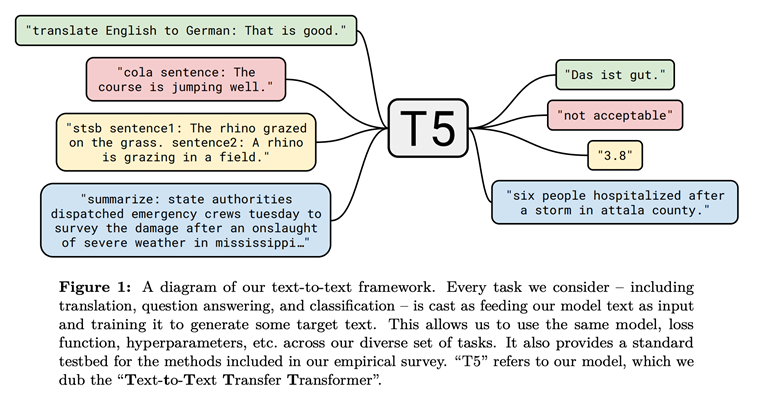 "translate English to German: That is good."
"cola sentence: The
course is jumping well."
"stsb sentence1: The rhino grazed
on the grass. sentence2: A rhino
is grazing in a field."
"summarize: state authorities
dispatched emergency crews tuesday to
survey the damage after an onslaught
of severe weather in mississippi…"
T5
"Das ist gut."
"not acceptable"
"3.8"
"six people hospitalized after
a storm in attala county."
Figure 1: A diagram of our text-to-text framework. Every task we consider – including
translation, question answering, and classification – is cast as feeding our model text as input
and training it to generate some target text. This allows us to use the same model, loss
function, hyperparameters, etc. across our diverse set of tasks. It also provides a standard
testbed for the methods included in our empirical survey. “T5” refers to our model, which we
dub the “Text-to-Text Transfer Transformer”.